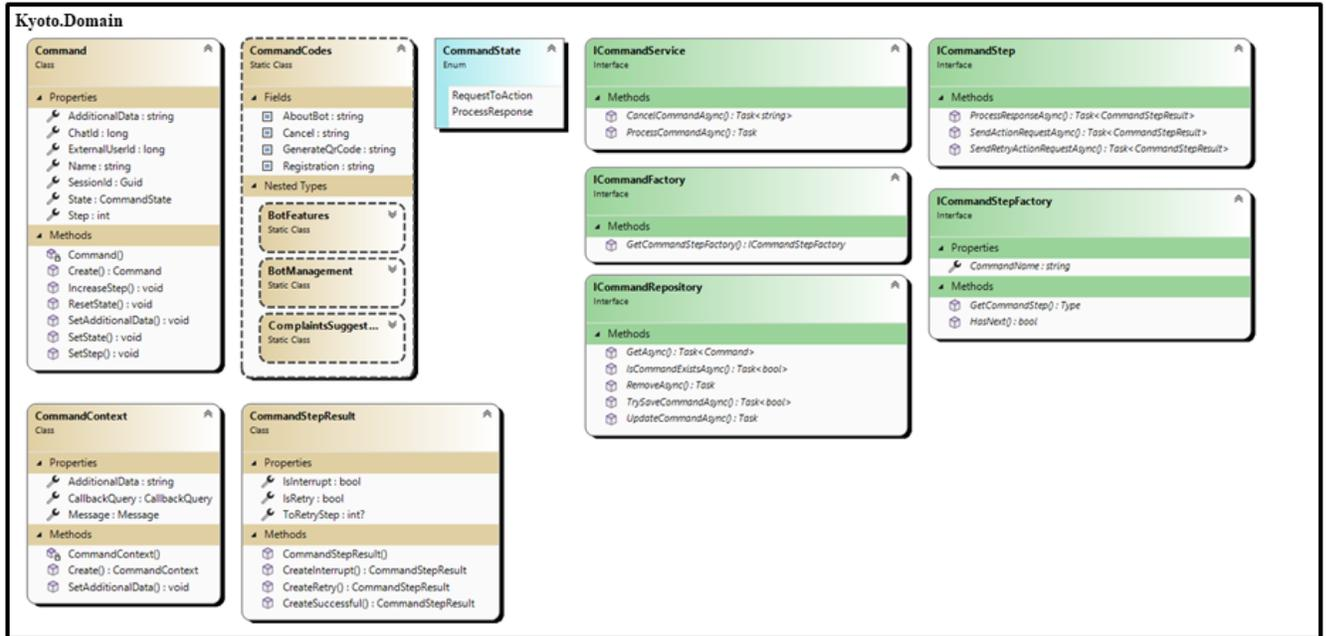 Kyoto.Domain
Command
Class
Properties
AdditionalData : string
ChatId : long
ExternalUserId : long
Name : string
SessionId : Guid
State : CommandState
Step : int
Methods
Command()
Create() : Command
IncreaseStep() : void
ResetState() : void
SetAdditionalData() : void
SetState() : void
SetStep() : void
CommandCodes
Static Class
Fields
AboutBot : string
Cancel : string
GenerateQrCode : string
Registration : string
Nested Types
BotFeatures
Static Class
BotManagement
Static Class
ComplaintsSuggest...
Static Class
CommandState
Enum
RequestToAction
ProcessResponse
ICommandService
Interface
Methods
CancelCommandAsync() : Task<string>
ProcessCommandAsync() : Task
ICommandFactory
Interface
Methods
GetCommandStepFactory() : ICommandStepFactory
ICommandRepository
Interface
Methods
GetAsync() : Task<Command>
IsCommandExistsAsync() : Task<bool>
RemoveAsync() : Task
TrySaveCommandAsync() : Task<bool>
UpdateCommandAsync() : Task
ICommandStep
Interface
Methods
ProcessResponseAsync() : Task<CommandStepResult>
SendActionRequestAsync() : Task<CommandStepResult>
SendRetryActionRequestAsync() : Task<CommandStepResult>
ICommandStepFactory
Interface
Properties
CommandName : string
Methods
GetCommandStep() : Type
HasNext() : bool
CommandContext
Class
Properties
AdditionalData : string
CallbackQuery : CallbackQuery
Message : Message
Methods
CommandContext()
Create() : CommandContext
SetAdditionalData() : void
CommandStepResult
Class
Properties
IsInterrupt : bool
IsRetry : bool
ToRetryStep : int?
Methods
CommandStepResult()
CreateInterrupt() : CommandStepResult
CreateRetry() : CommandStepResult
CreateSuccessful() : CommandStepResult